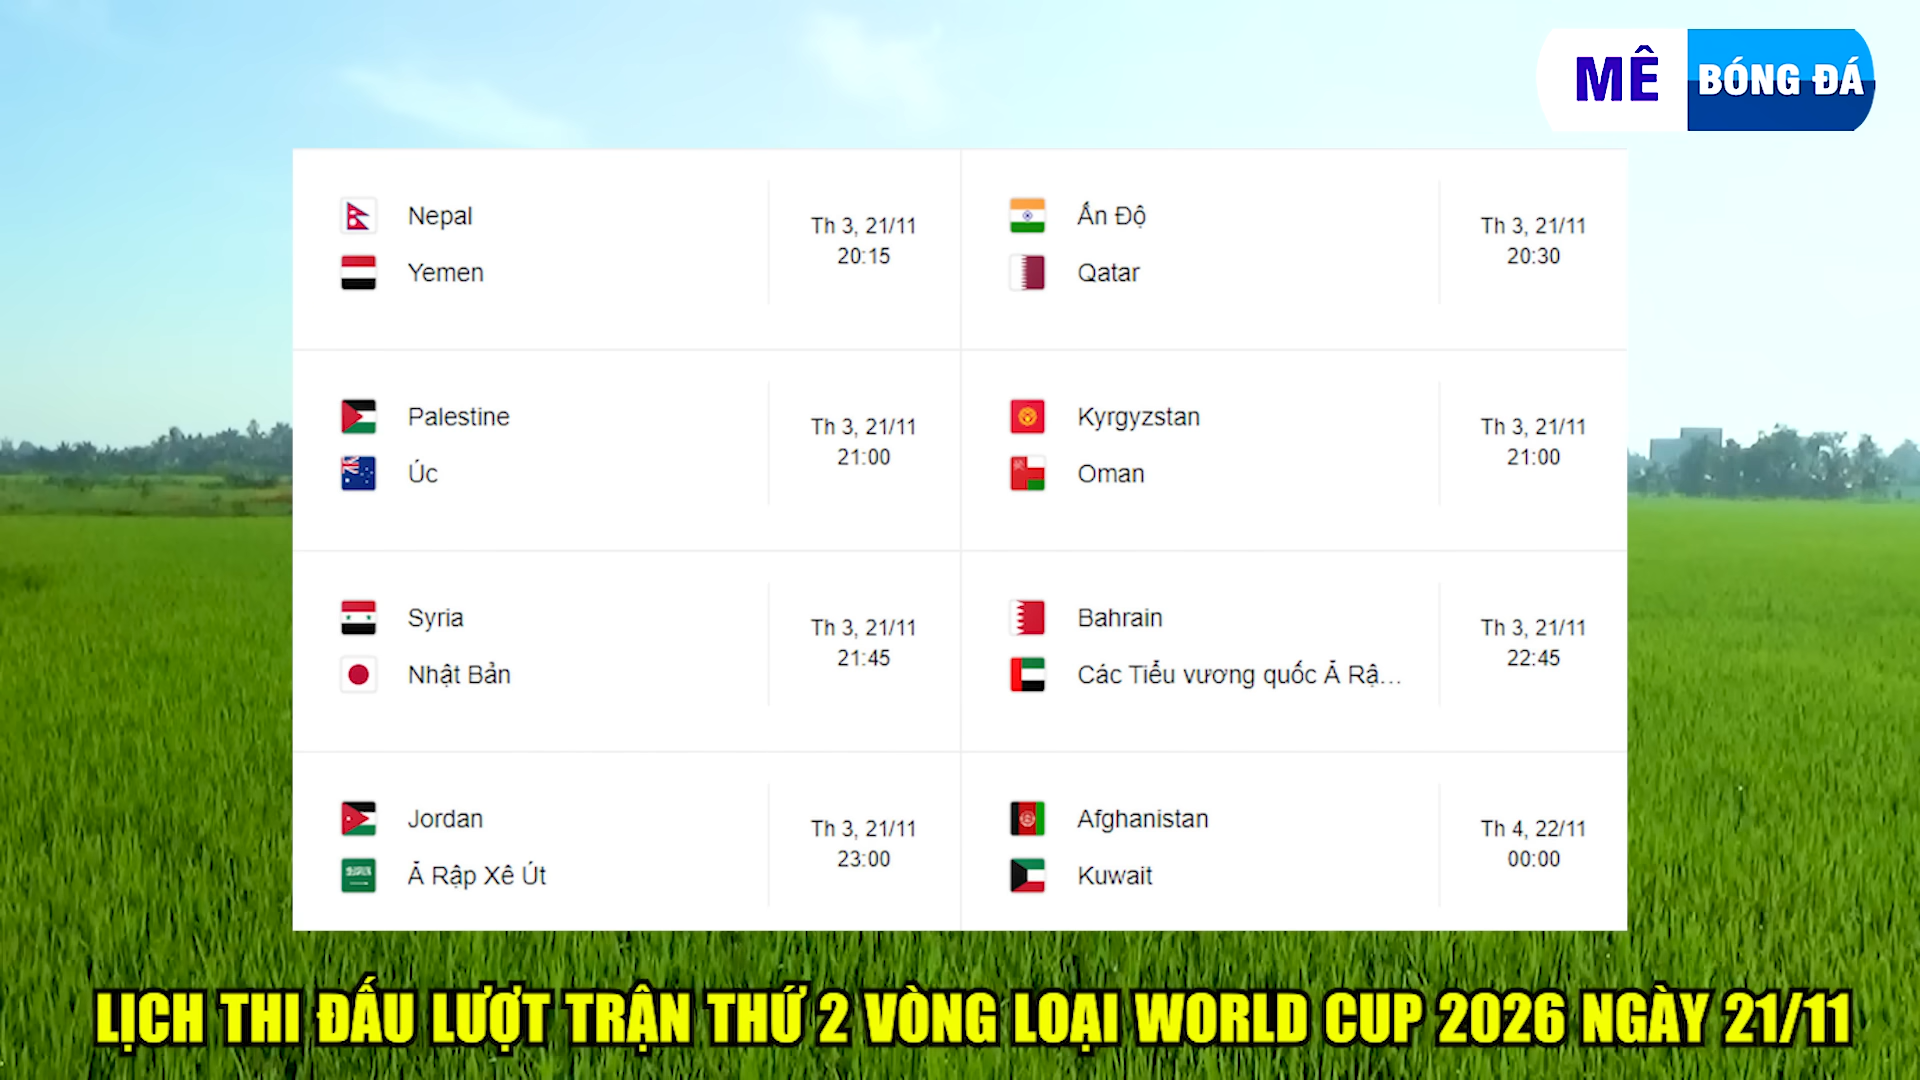 MÊ BÓNG ĐÁ
Nepal
Yemen
Th 3, 21/11
20:15
Ấn Độ
Qatar
Th 3, 21/11
20:30
Palestine
Úc
Th 3, 21/11
21:00
Kyrgyzstan
Oman
Th 3, 21/11
21:00
Syria
Nhật Bản
Th 3, 21/11
21:45
Bahrain
Các Tiểu vương quốc Ả Rậ...
Th 3, 21/11
22:45
Jordan
Ả Rập Xê Út
Th 3, 21/11
23:00
Afghanistan
Kuwait
Th 4, 22/11
00:00
LỊCH THI ĐẤU LƯỢT TRẬN THỨ 2 VÒNG LOẠI WORLD CUP 2026 NGÀY 21/11